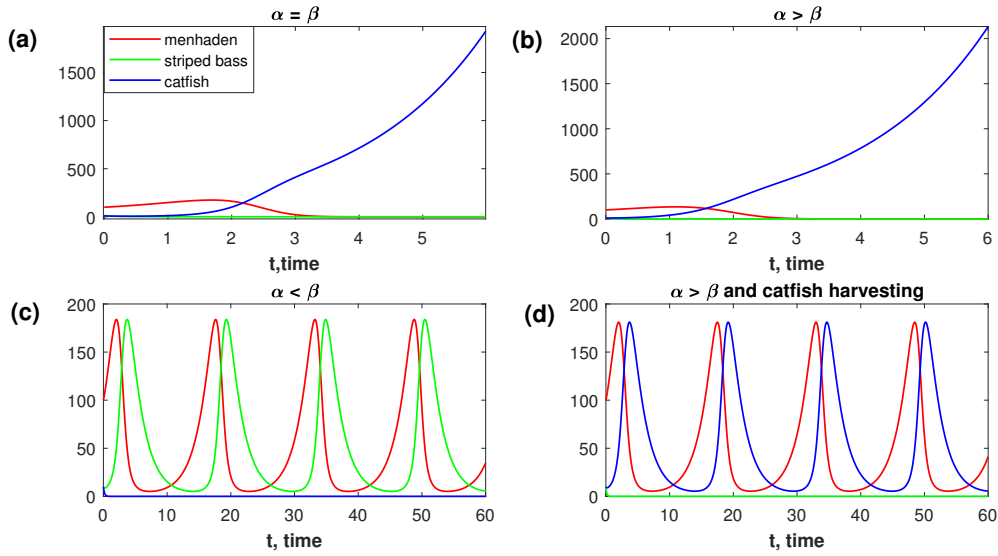 α = β
(a)
menhaden
striped bass
catfish
1500
1000
500
0
0 1 2 3 4 5
t,time
α > β
(b)
2000
1500
1000
500
0
0 1 2 3 4 5 6
t, time
α < β
(c)
200
150
100
50
0
0 10 20 30 40 50 60
t, time
α > β and catfish harvesting
(d)
200
150
100
50
0
0 10 20 30 40 50 60
t, time